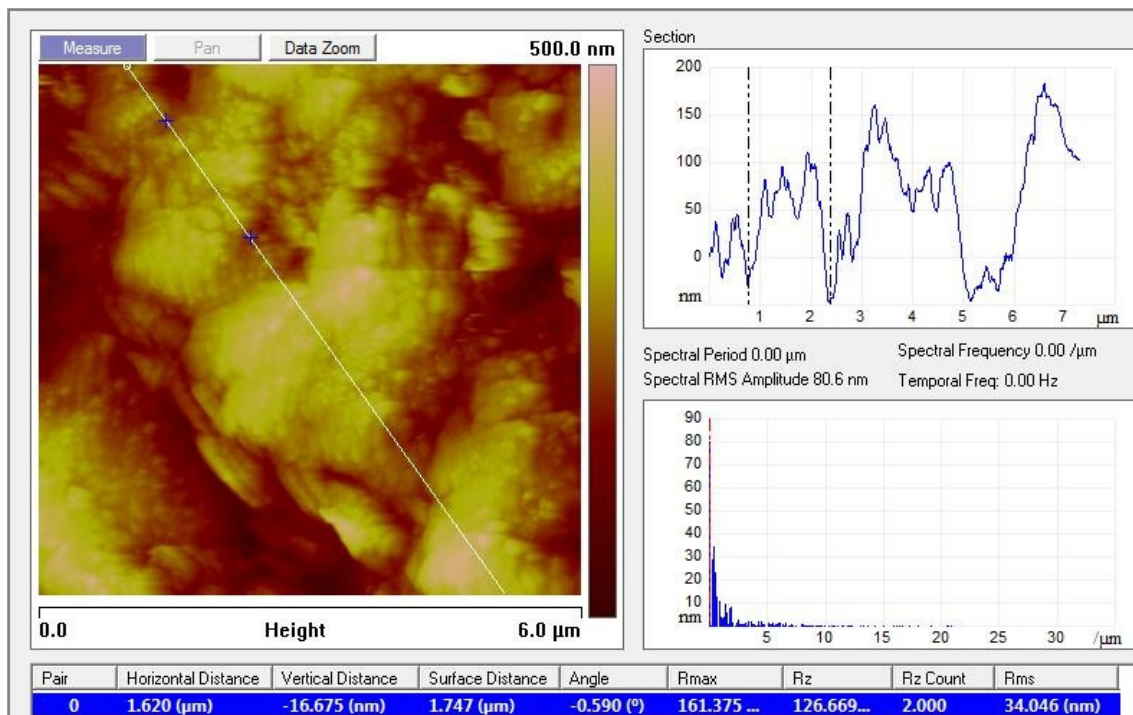 Measure Pan Data Zoom 500.0 nm
0.0 Height 6.0 µm
Section
200
150
100
50
0
nm
1 2 3 4 5 6 7 µm
Spectral Period 0.00 µm Spectral Frequency 0.00 /µm
Spectral RMS Amplitude 80.6 nm Temporal Freq: 0.00 Hz
90
80
70
60
50
40
30
20
10
nm
5 10 15 20 25 30 /µm
Pair Horizontal Distance Vertical Distance Surface Distance Angle Rmax Rz Rz Count Rms
0 1.620 (µm) -16.675 (nm) 1.747 (µm) -0.590 (º) 161.375 ... 126.669... 2.000 34.046 (nm)